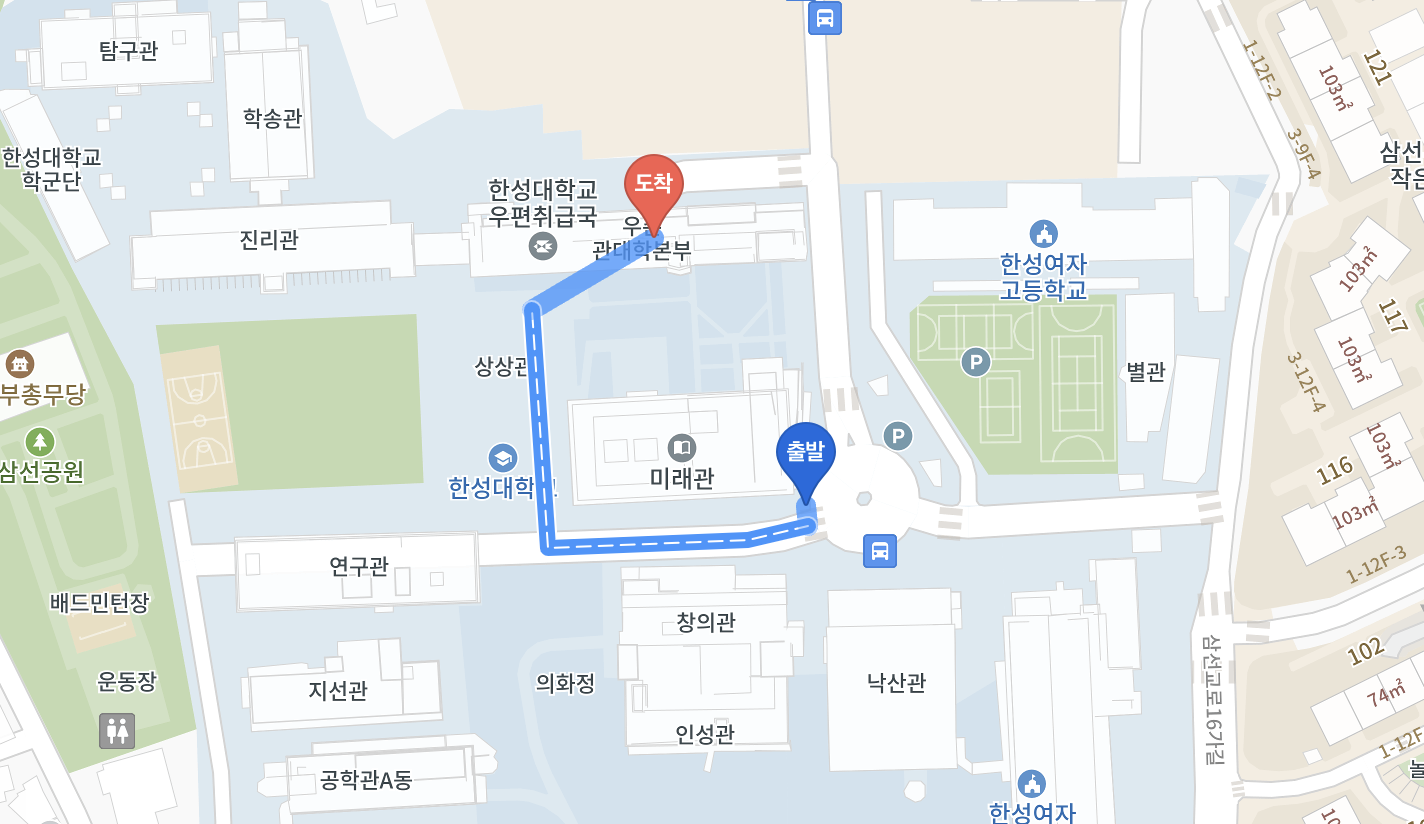 탐구관
학송관
한성대학교
학군단
진리관
한성대학교
우편취급국
도착
관대학본부
한성여자
고등학교
1-12F-2
103㎡
121
3-9F-4
103㎡
117
103㎡
3-12F-4
103㎡
116
103㎡
1-12F-3
별관
P
P
상상관
부총무당
삼선공원
출발
미래관
한성대학교
연구관
배드민턴장
창의관
운동장
지선관
의화정
낙산관
인성관
공학관A동
한성여자
삼선교로16가길
102
74㎡